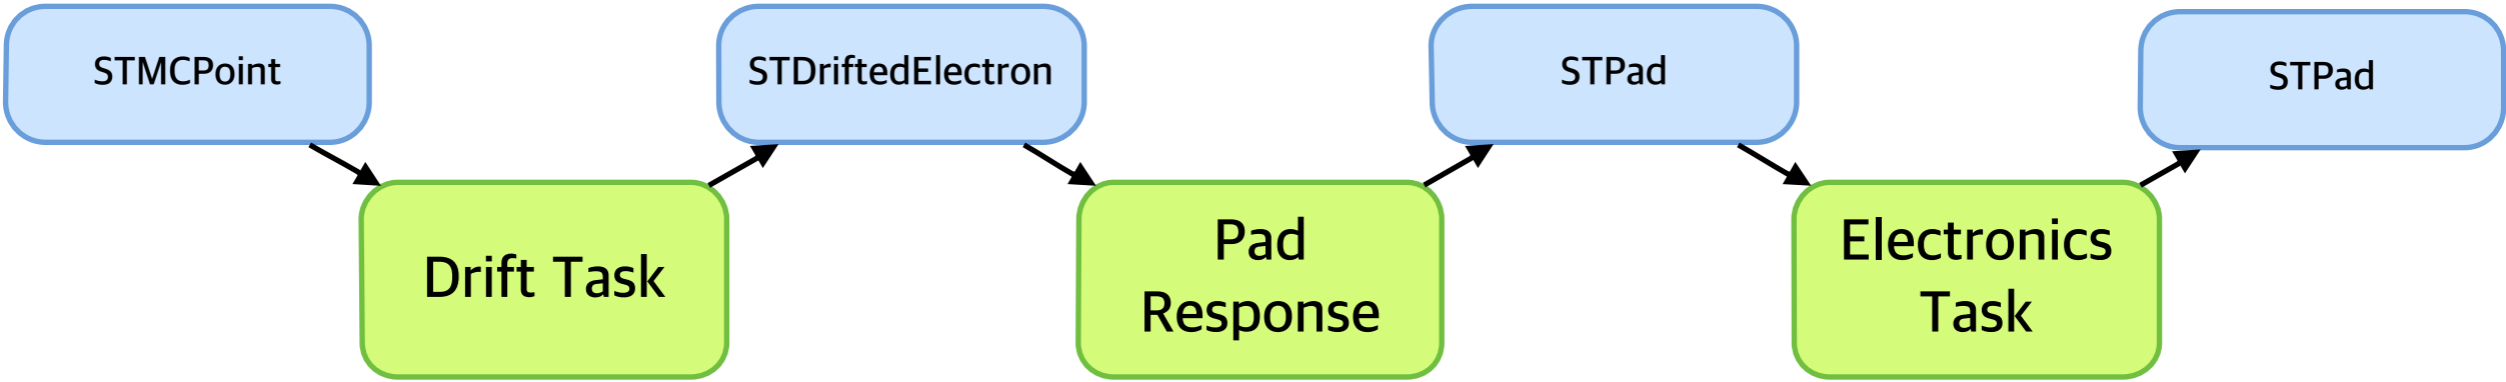 STMCPoint
STDriftedElectron
STPad
STPad
Drift Task
Pad
Response
Electronics
Task